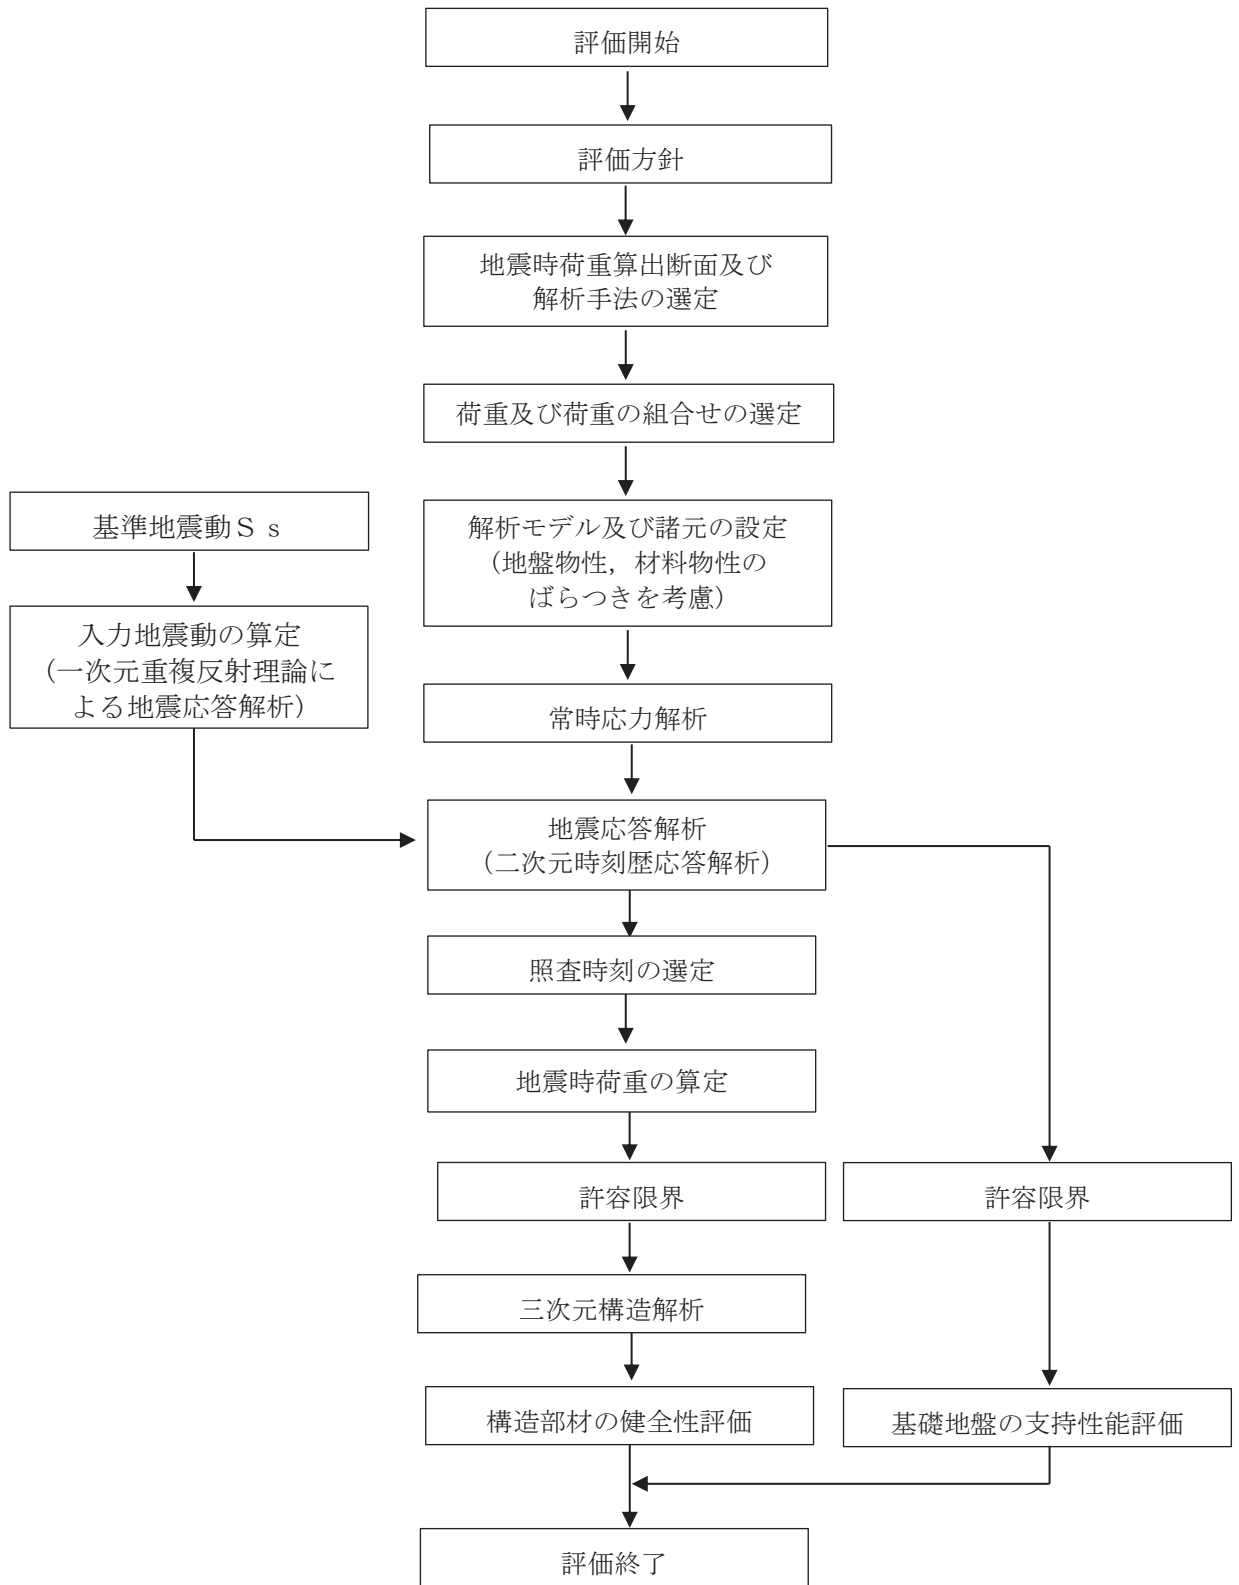 評価開始
評価方針
地震時荷重算出断面及び
解析手法の選定
荷重及び荷重の組合せの選定
基準地震動Ｓｓ
解析モデル及び諸元の設定
（地盤物性，材料物性の
ばらつきを考慮）
入力地震動の算定
（一次元重複反射理論に
よる地震応答解析）
常時応力解析
地震応答解析
（二次元時刻歴応答解析）
照査時刻の選定
地震時荷重の算定
許容限界
許容限界
三次元構造解析
構造部材の健全性評価
基礎地盤の支持性能評価
評価終了